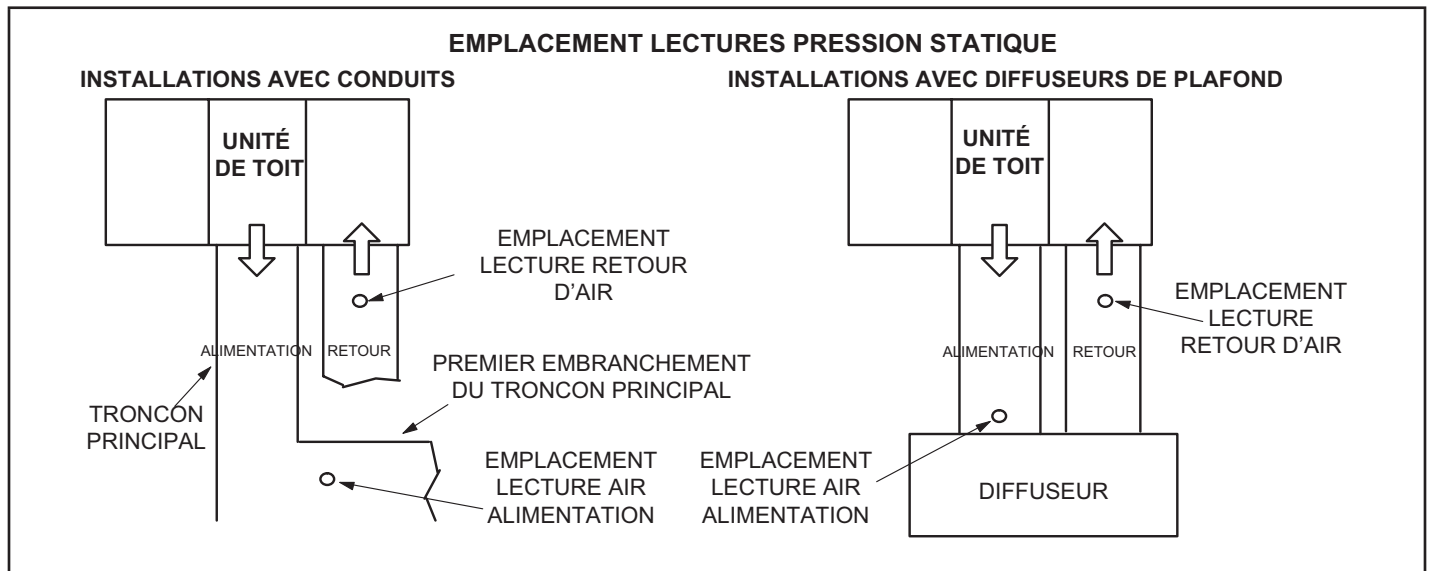 EMPLACEMENT LECTURES PRESSION STATIQUE
INSTALLATIONS AVEC CONDUITS
UNITÉ
DE TOIT
EMPLACEMENT
LECTURE RETOUR
D’AIR
ALIMENTATION
RETOUR
PREMIER EMBRANCHEMENT
DU TRONCON PRINCIPAL
TRONCON
PRINCIPAL
EMPLACEMENT
LECTURE AIR
ALIMENTATION
INSTALLATIONS AVEC DIFFUSEURS DE PLAFOND
UNITÉ
DE TOIT
EMPLACEMENT
LECTURE
RETOUR D’AIR
ALIMENTATION
RETOUR
EMPLACEMENT
LECTURE AIR
ALIMENTATION
DIFFUSEUR